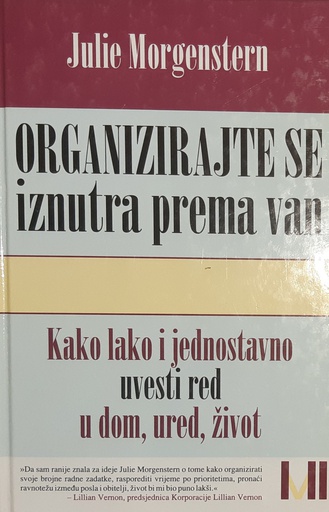 Julie Morgenstern
ORGANIZIRAJTE SE
iznutra prema van
Kako lako i jednostavno
uvesti red
u dom, ured, život
»Da sam ranije znala za ideje Julie Morgenstern o tome kako organizirati
svoje brojne radne zadatke, rasporediti vrijeme po prioritetima, pronaći
ravnotežu između posla i obitelji, život bi mi bio puno lakši.«
– Lillian Vernon, predsjednica Korporacije Lillian Vernon